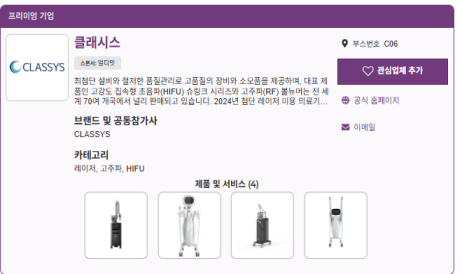 프리미엄 기업
CLASSYS
클래시스
스폰서: 멀티밋
최첨단 설비와 철저한 품질관리로 고품질의 장비와 소모품을 제공하며, 대표 제
품인 고강도 집속형 초음파(HIFU) 슈링크 시리즈와 고주파(RF) 볼뉴머는 전 세
계 70여 개국에서 널리 판매되고 있습니다. 2024년 첨단 레이저 미용 의료기...
브랜드 및 공동참가사
CLASSYS
카테고리
레이저, 고주파, HIFU
부스번호 C06
관심업체 추가
공식 홈페이지
이메일
제품 및 서비스 (4)